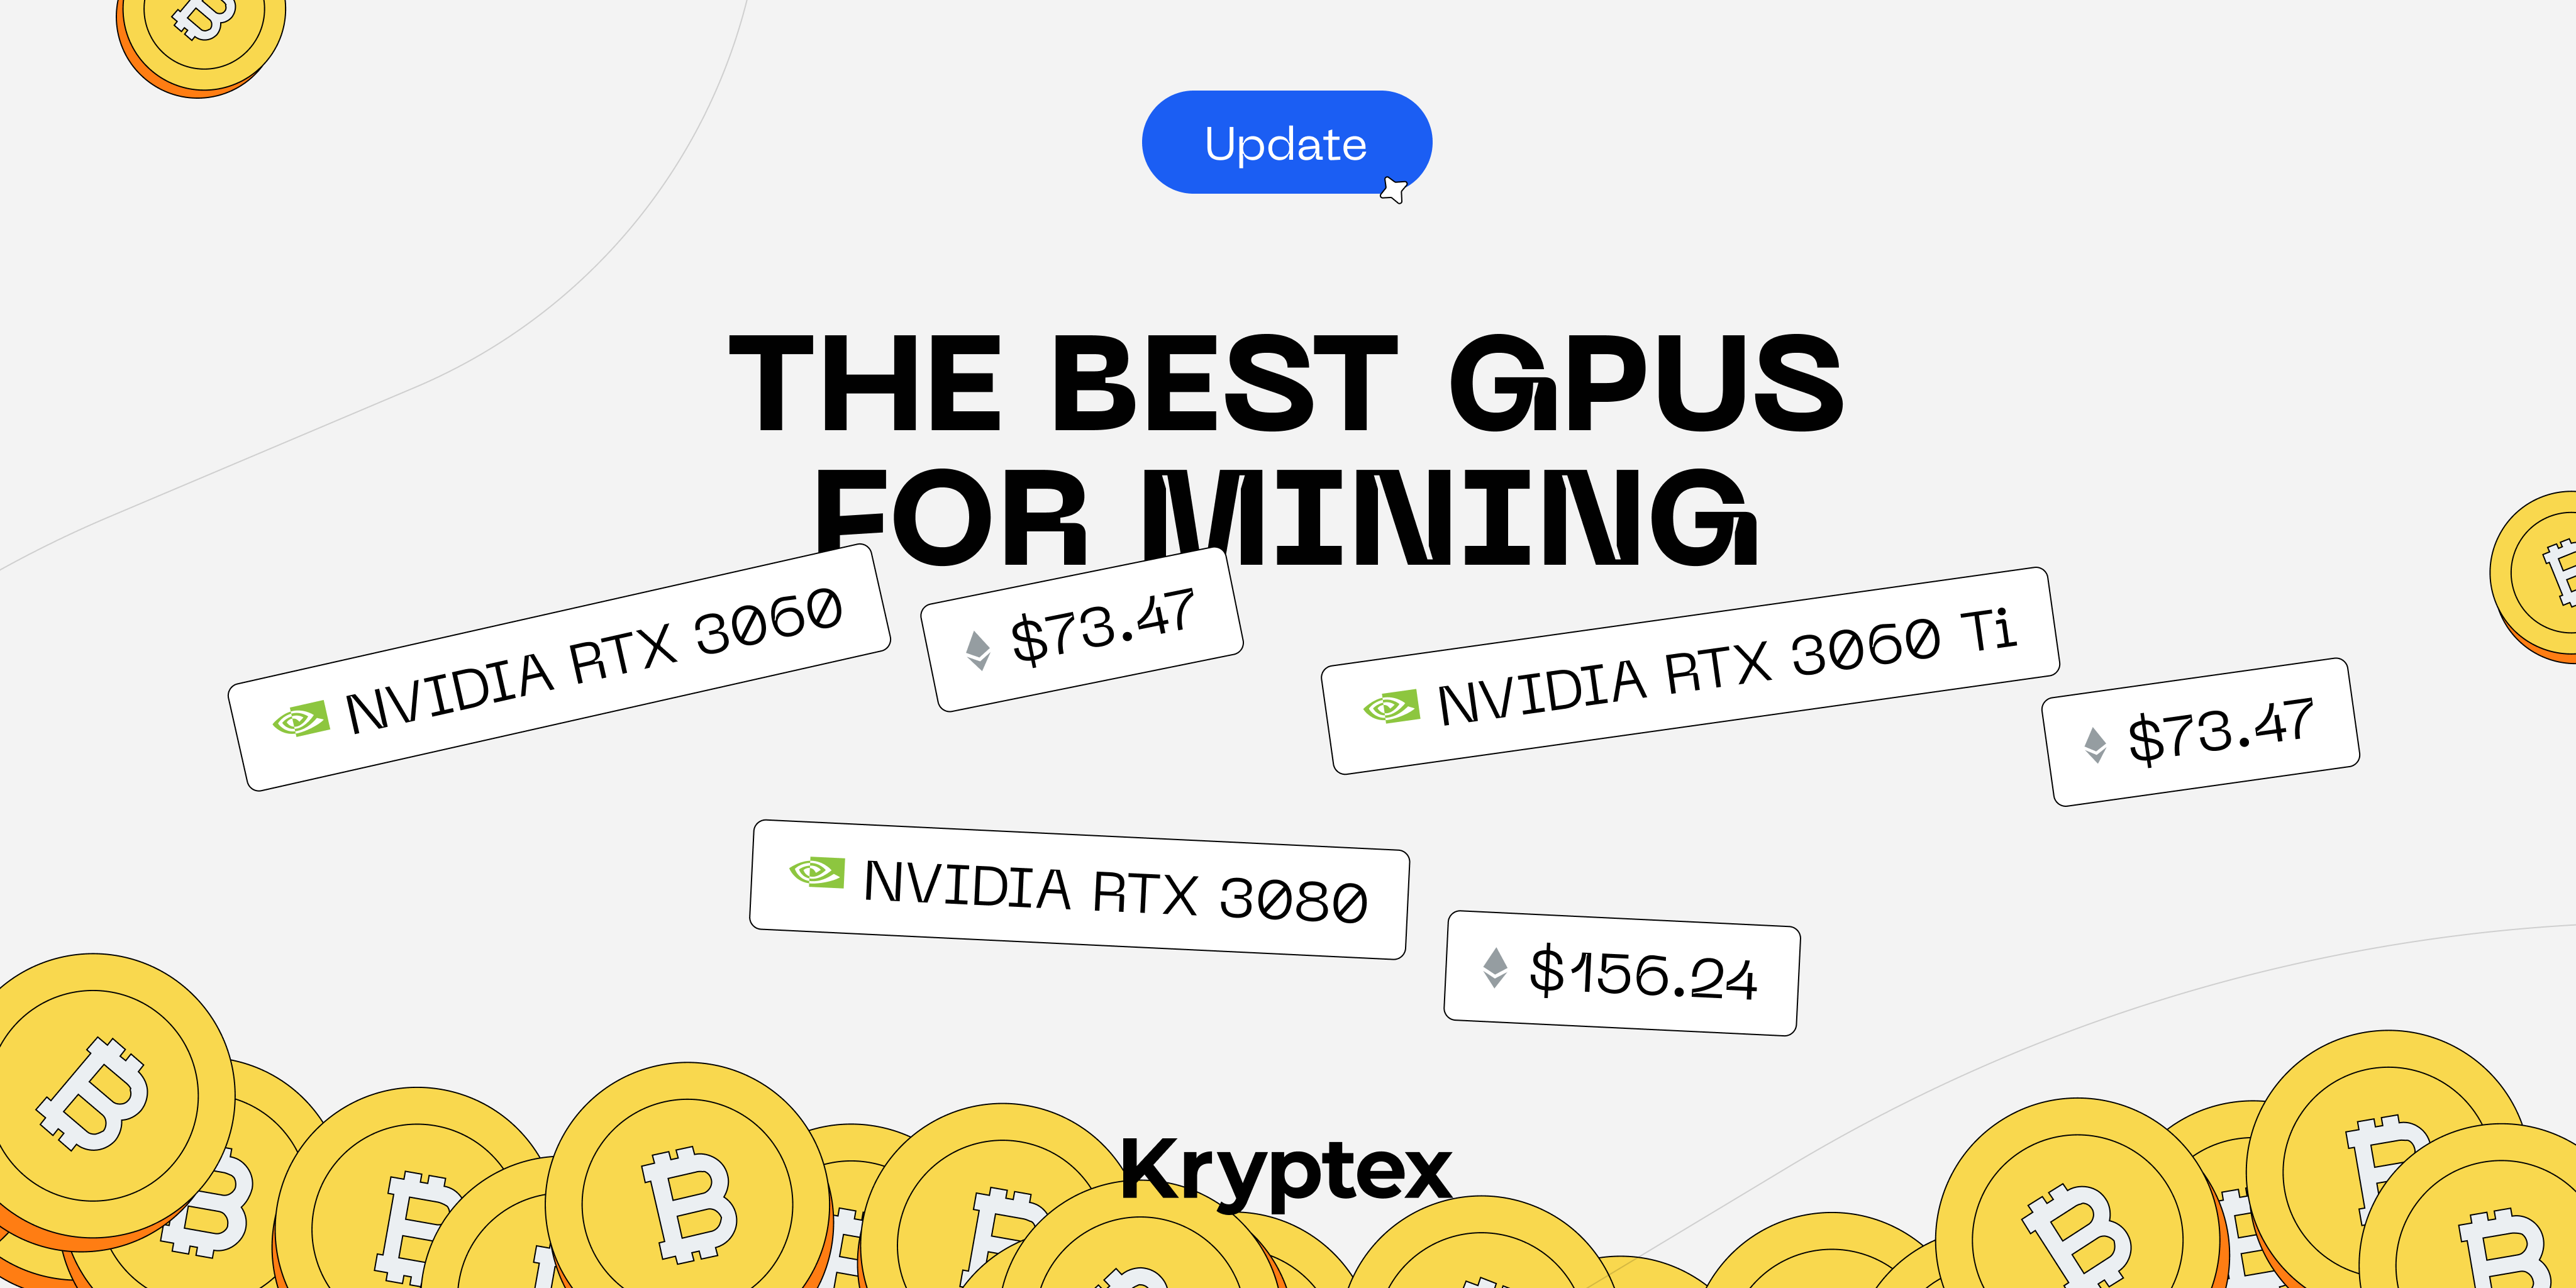 Update
THE BEST GPUS
FOR MINING
NVIDIA RTX 3060
$73.47
NVIDIA RTX 3060 Ti
$73.47
NVIDIA RTX 3080
$156.24
Kryptex